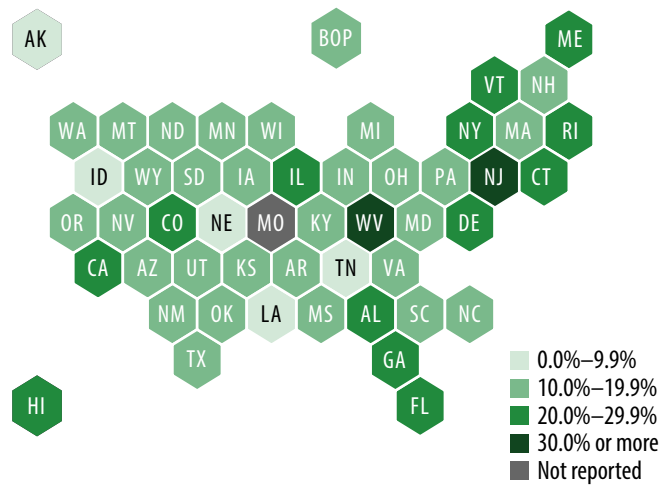 AK BOP ME
VT NH
WA MT ND MN WI MI NY MA RI
ID WY SD IA IL IN OH PA NJ CT
OR NV CO NE MO KY WV MD DE
CA AZ UT KS AR TN VA
NM OK LA MS AL SC NC
TX GA
HI FL
0.0%–9.9%
10.0%–19.9%
20.0%–29.9%
30.0% or more
Not reported